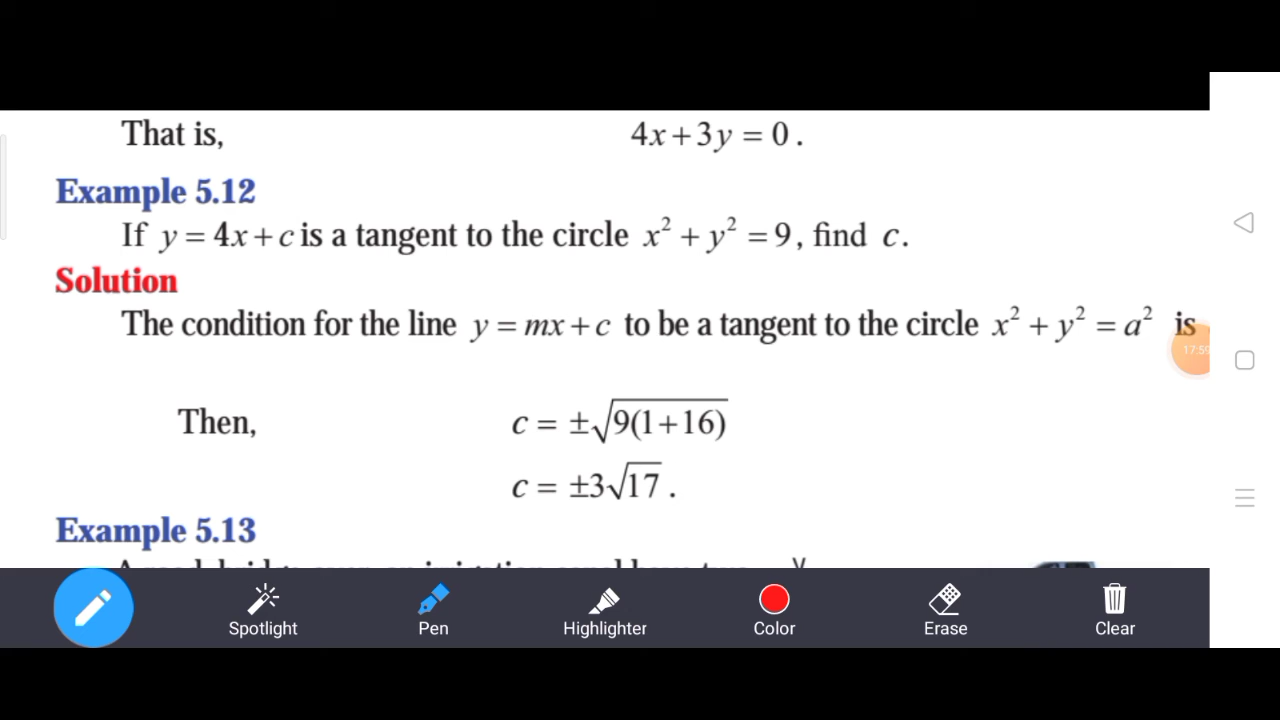 That is, 4x + 3y = 0 .
Example 5.12
If y = 4x + c is a tangent to the circle x² + y² = 9 , find c .
Solution
The condition for the line y = mx + c to be a tangent to the circle x² + y² = a² is
17:59
Then, c = ±√9(1+16)
c = ±3√17 .
Example 5.13
Spotlight Pen Highlighter Color Erase Clear